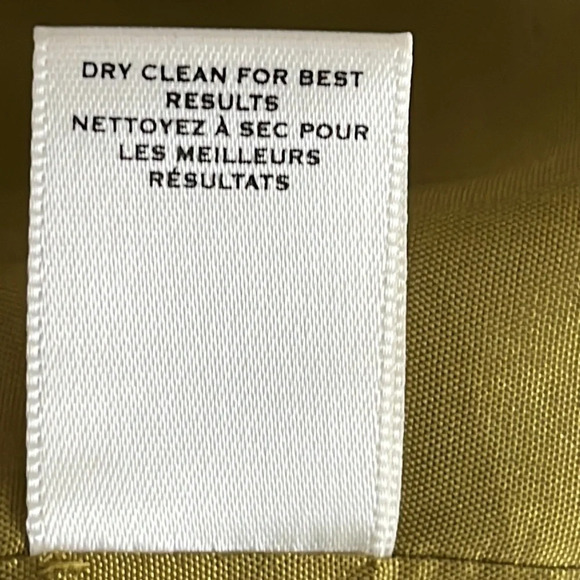 DRY CLEAN FOR BEST
RESULTS
NETTOYEZ À SEC POUR
LES MEILLEURS
RÉSULTATS